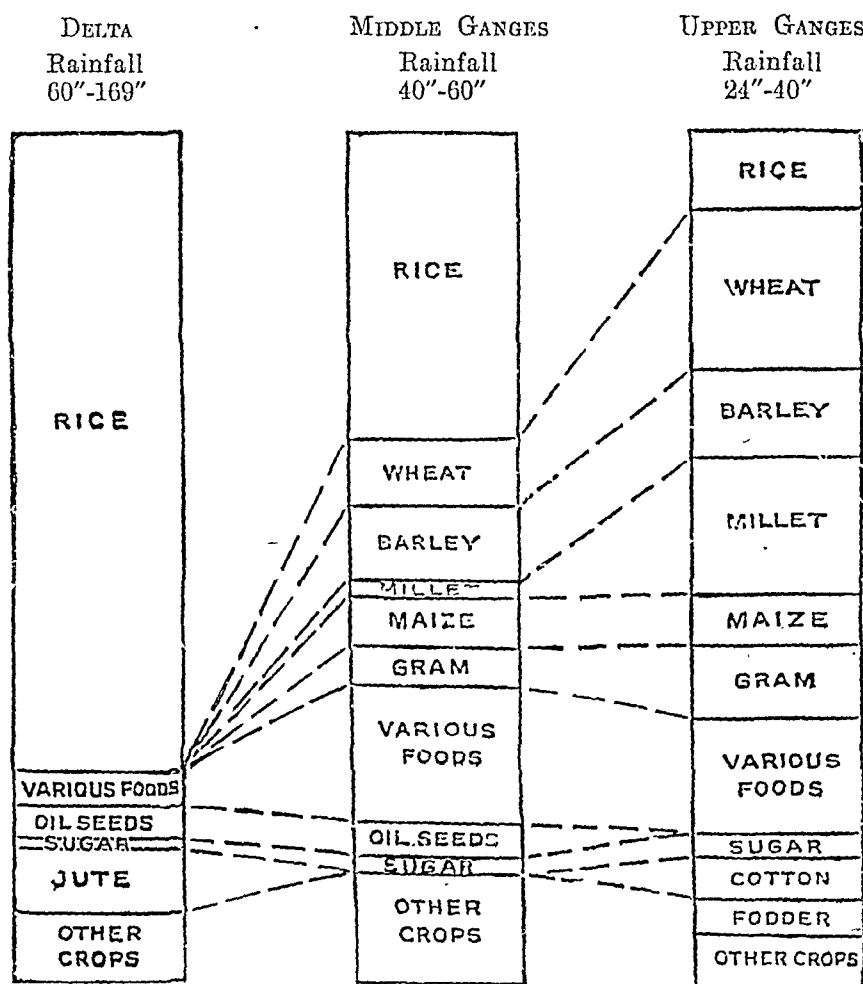 DELTA
Rainfall
60"-169"
RICE
VARIOUS FOODS
OIL SEEDS
SUGAR
JUTE
OTHER
CROPS
MIDDLE GANGES
Rainfall
40"-60"
RICE
WHEAT
BARLEY
MILLET
MAIZE
GRAM
VARIOUS
FOODS
OIL SEEDS
SUGAR
OTHER
CROPS
UPPER GANGES
Rainfall
24"-40"
RICE
WHEAT
BARLEY
MILLET
MAIZE
GRAM
VARIOUS
FOODS
SUGAR
COTTON
FODDER
OTHER CROPS